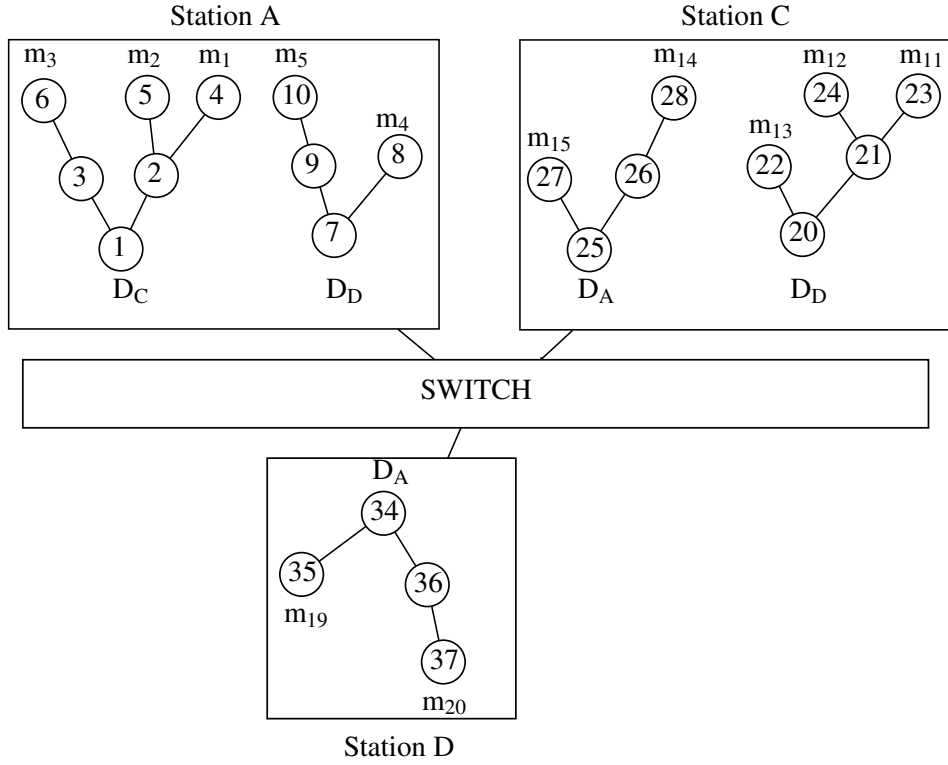 Station A
Station C
m3 m2 m1 m5
m14 m12 m11
6 5 4 10
28 24 23
m4
m15 m13
3 2 9 8
27 26 22 21
1 7
25 20
DC DD
DA DD
SWITCH
DA
34
35 36
m19
37
m20
Station D